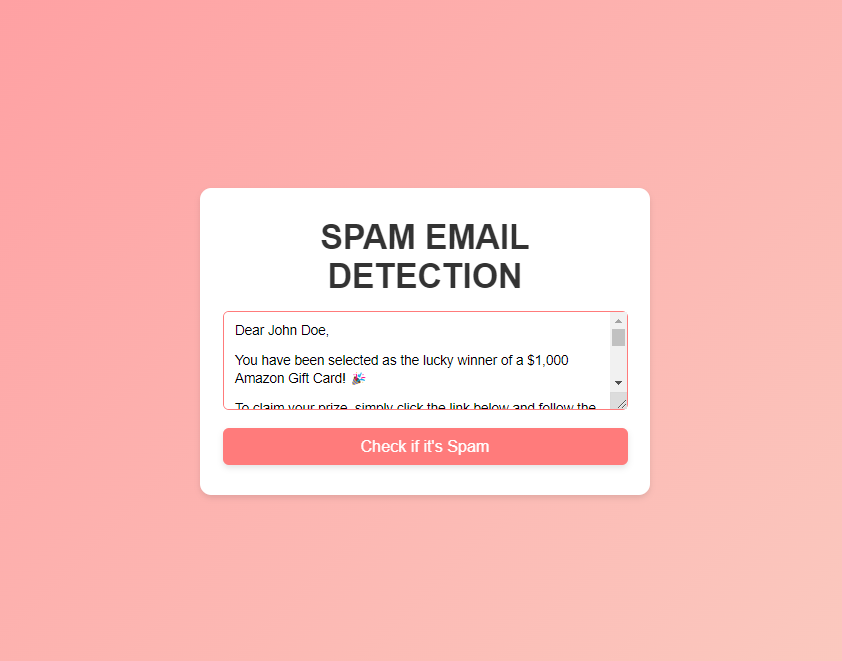 SPAM EMAIL
DETECTION
Dear John Doe,
You have been selected as the lucky winner of a $1,000
Amazon Gift Card! 🎉
To claim your prize, simply click the link below and follow the
Check if it's Spam